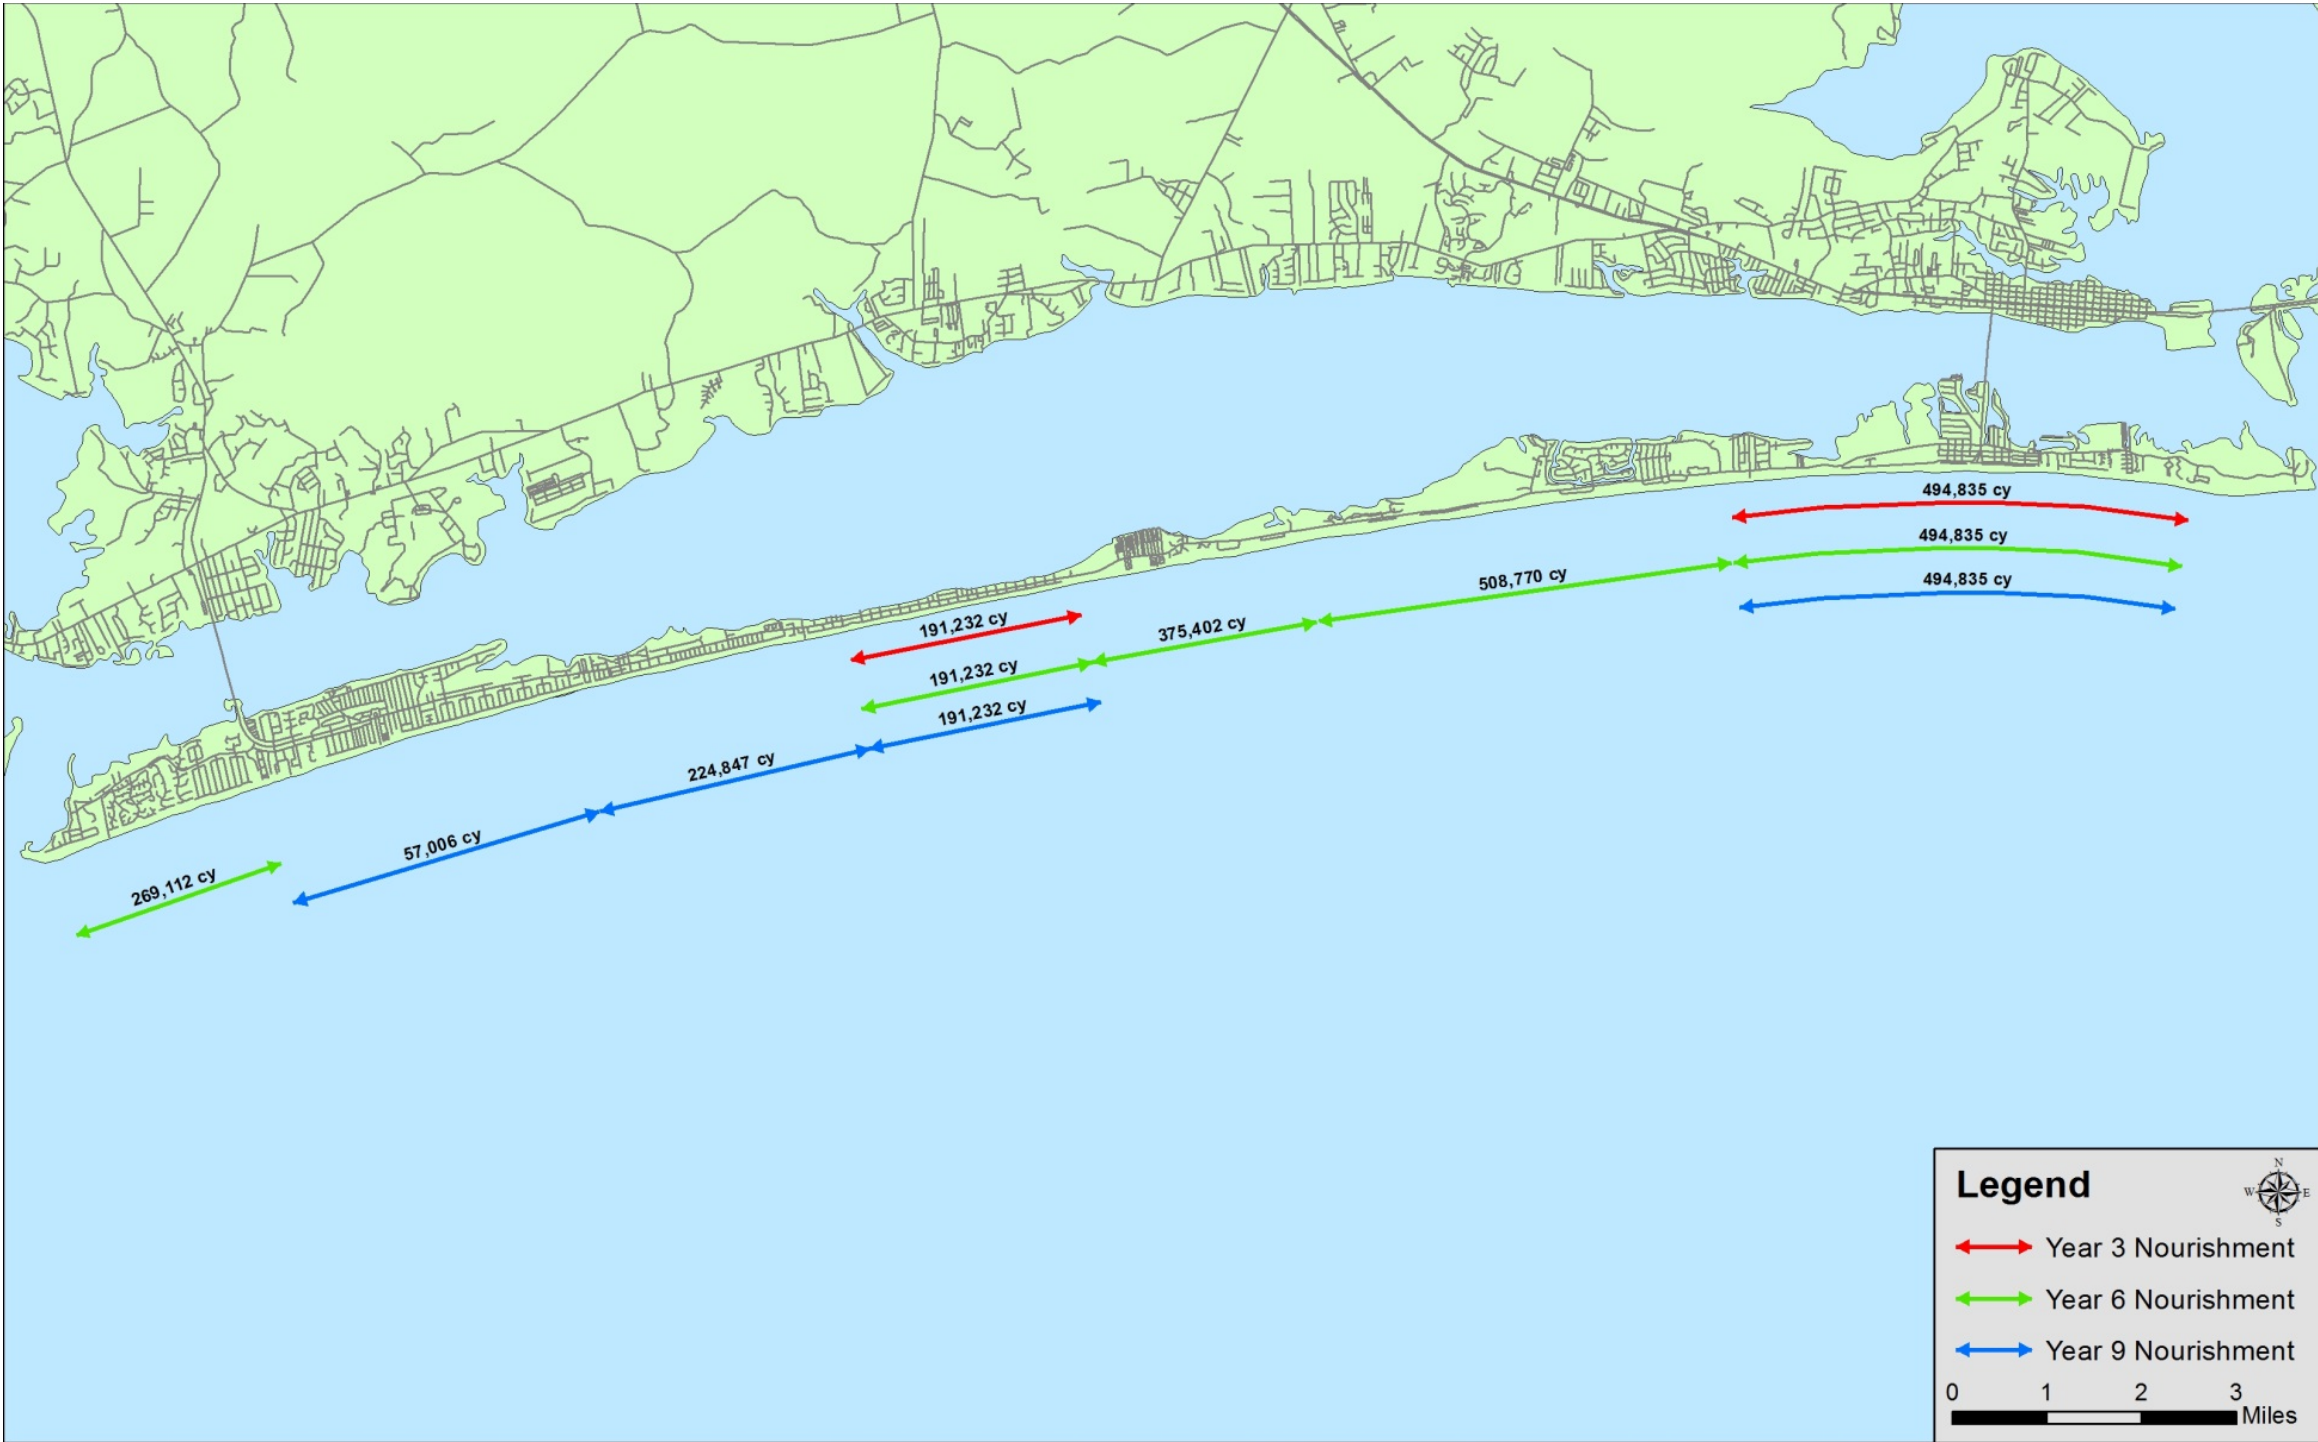 494,835 cy
494,835 cy
508,770 cy
494,835 cy
191,232 cy
375,402 cy
191,232 cy
191,232 cy
224,847 cy
57,006 cy
269,112 cy
Legend
N
W E
S
Year 3 Nourishment
Year 6 Nourishment
Year 9 Nourishment
0 1 2 3
Miles